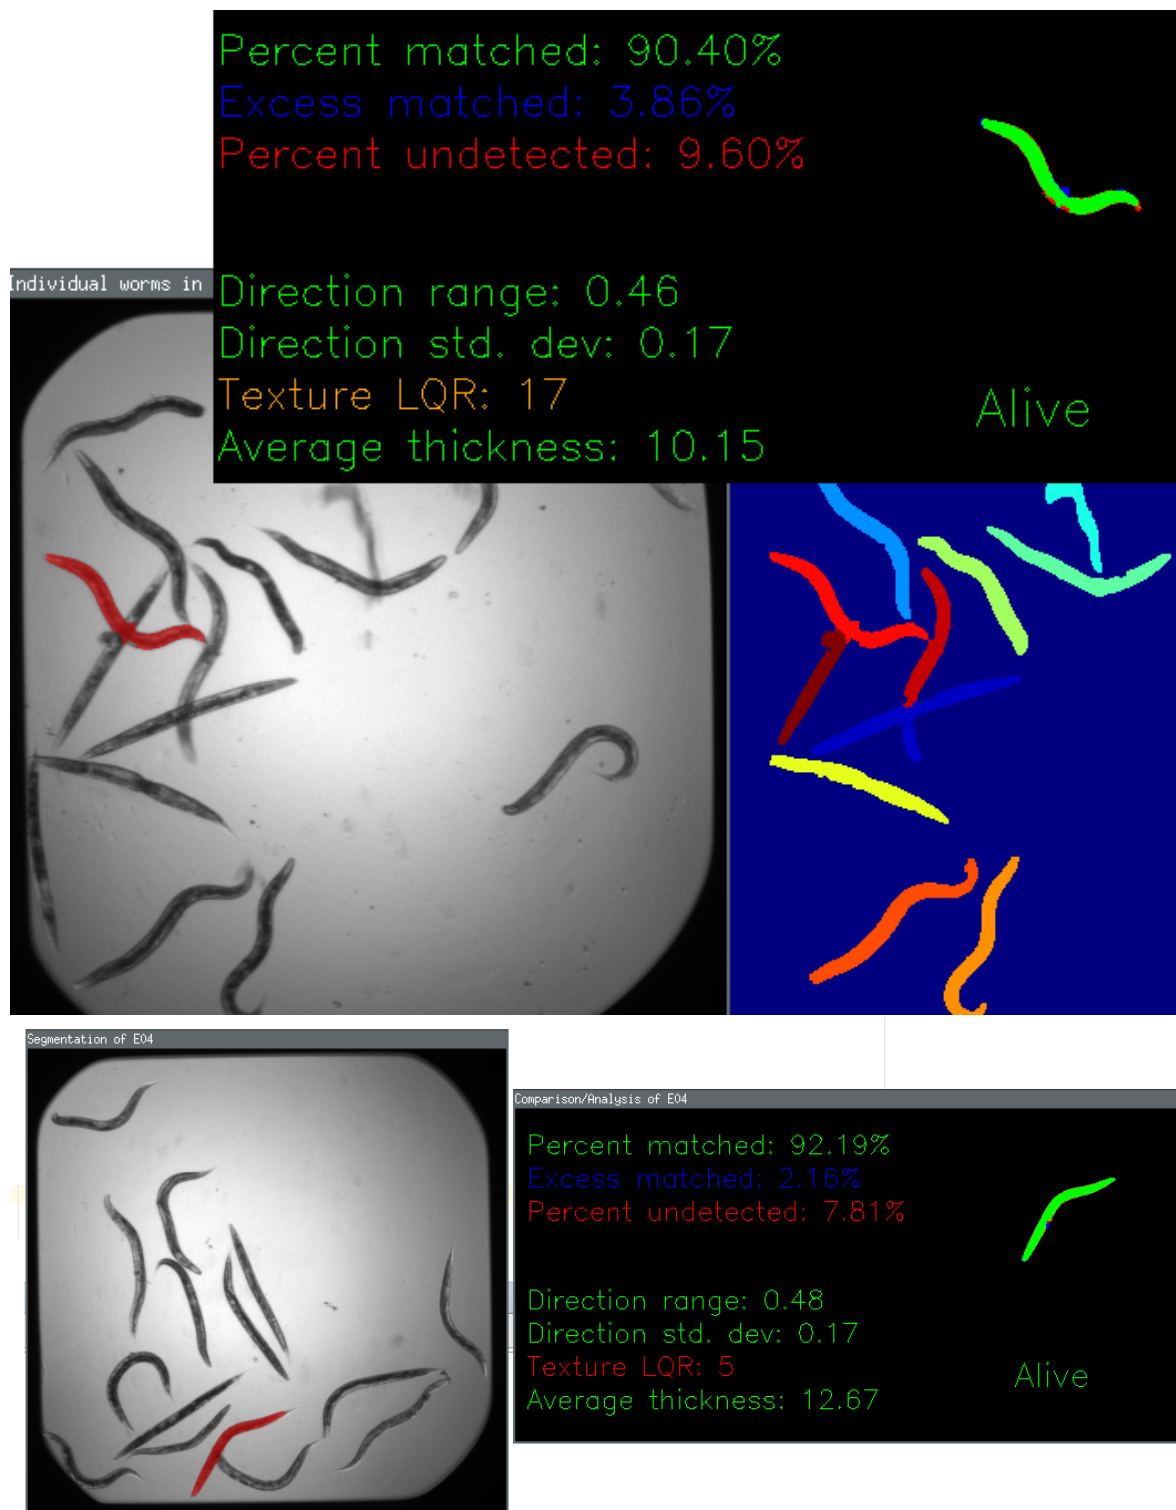 Percent matched: 90.40%
Excess matched: 3.86%
Percent undetected: 9.60%
Individual worms in
Direction range: 0.46
Direction std. dev: 0.17
Texture LQR: 17
Average thickness: 10.15
Alive
Segmentation of E04
Comparison/Analysis of E04
Percent matched: 92.19%
Excess matched: 2.16%
Percent undetected: 7.81%
Direction range: 0.48
Direction std. dev: 0.17
Texture LQR: 5
Average thickness: 12.67
Alive